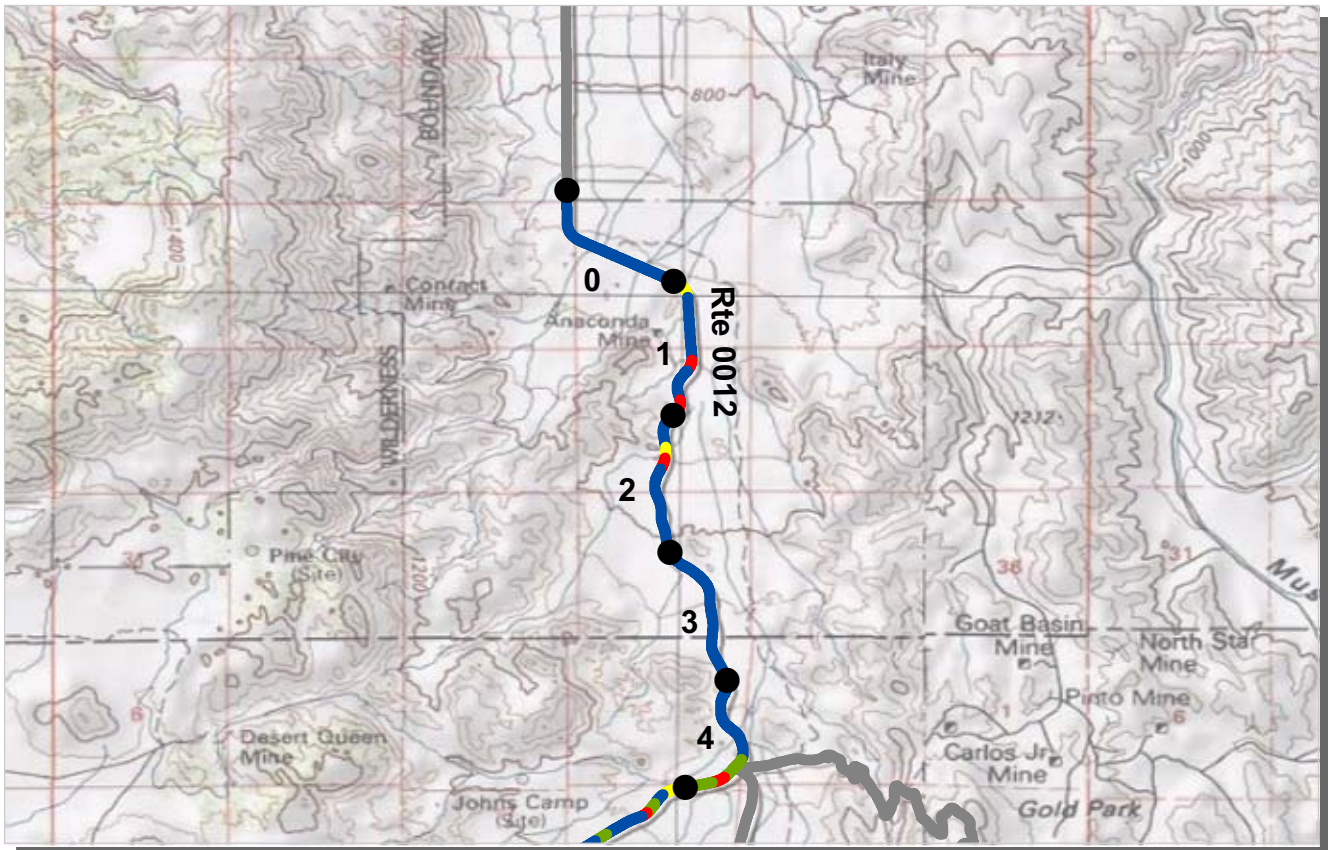 Italy
Mine
BOUNDARY
800
1000
1400
0
Contact
Mine
Rte 0012
Anaconda
Mine
1
WILDERNESS
1212
2
31
Pine City
(Site)
1200
36
Mus
3
Goat Basin
Mine
North Star
Mine
Pinto Mine
6
1
6
4
Desert Queen
Mine
Carlos Jr
Mine
Johns Camp
(Site)
Gold Park